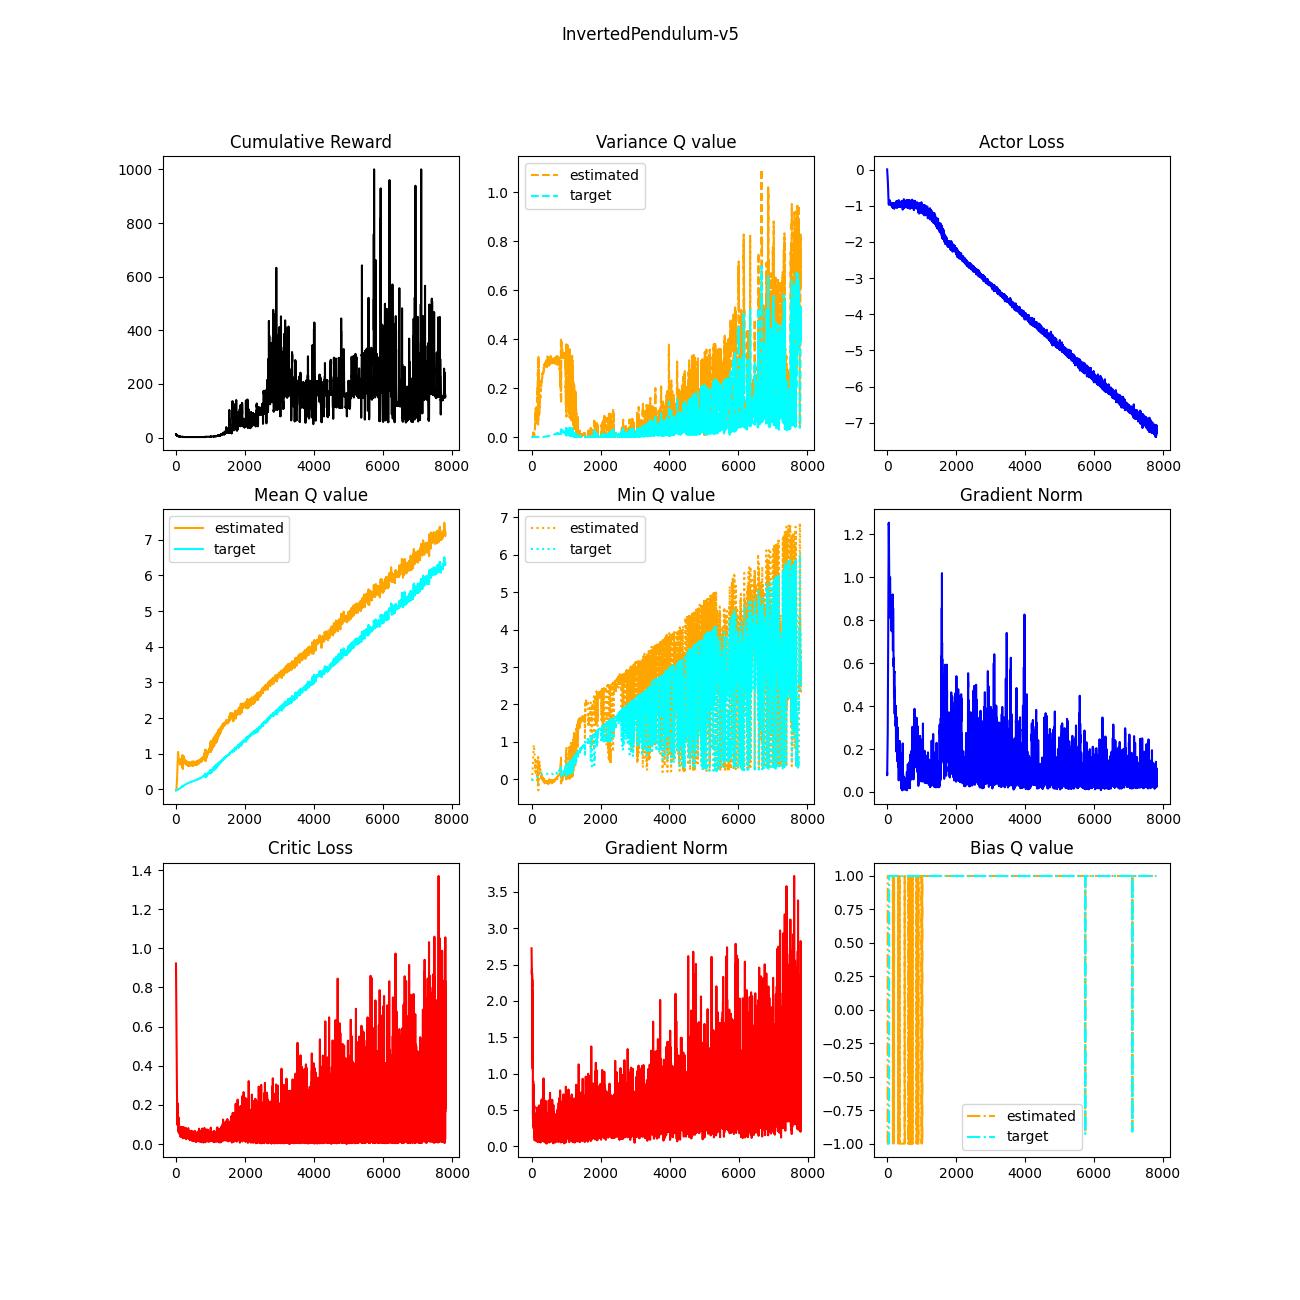 InvertedPendulum-v5
Cumulative Reward
1000
800
600
400
200
0
0 2000 4000 6000 8000
Variance Q value
estimated
target
1.0
0.8
0.6
0.4
0.2
0.0
0 2000 4000 6000 8000
Actor Loss
0
−1
−2
−3
−4
−5
−6
−7
0 2000 4000 6000 8000
Mean Q value
estimated
target
7
6
5
4
3
2
1
0
0 2000 4000 6000 8000
Min Q value
estimated
target
7
6
5
4
3
2
1
0
0 2000 4000 6000 8000
Gradient Norm
1.2
1.0
0.8
0.6
0.4
0.2
0.0
0 2000 4000 6000 8000
Critic Loss
1.4
1.2
1.0
0.8
0.6
0.4
0.2
0.0
0 2000 4000 6000 8000
Gradient Norm
3.5
3.0
2.5
2.0
1.5
1.0
0.5
0.0
0 2000 4000 6000 8000
Bias Q value
1.00
0.75
0.50
0.25
0.00
−0.25
−0.50
−0.75
−1.00
estimated
target
0 2000 4000 6000 8000